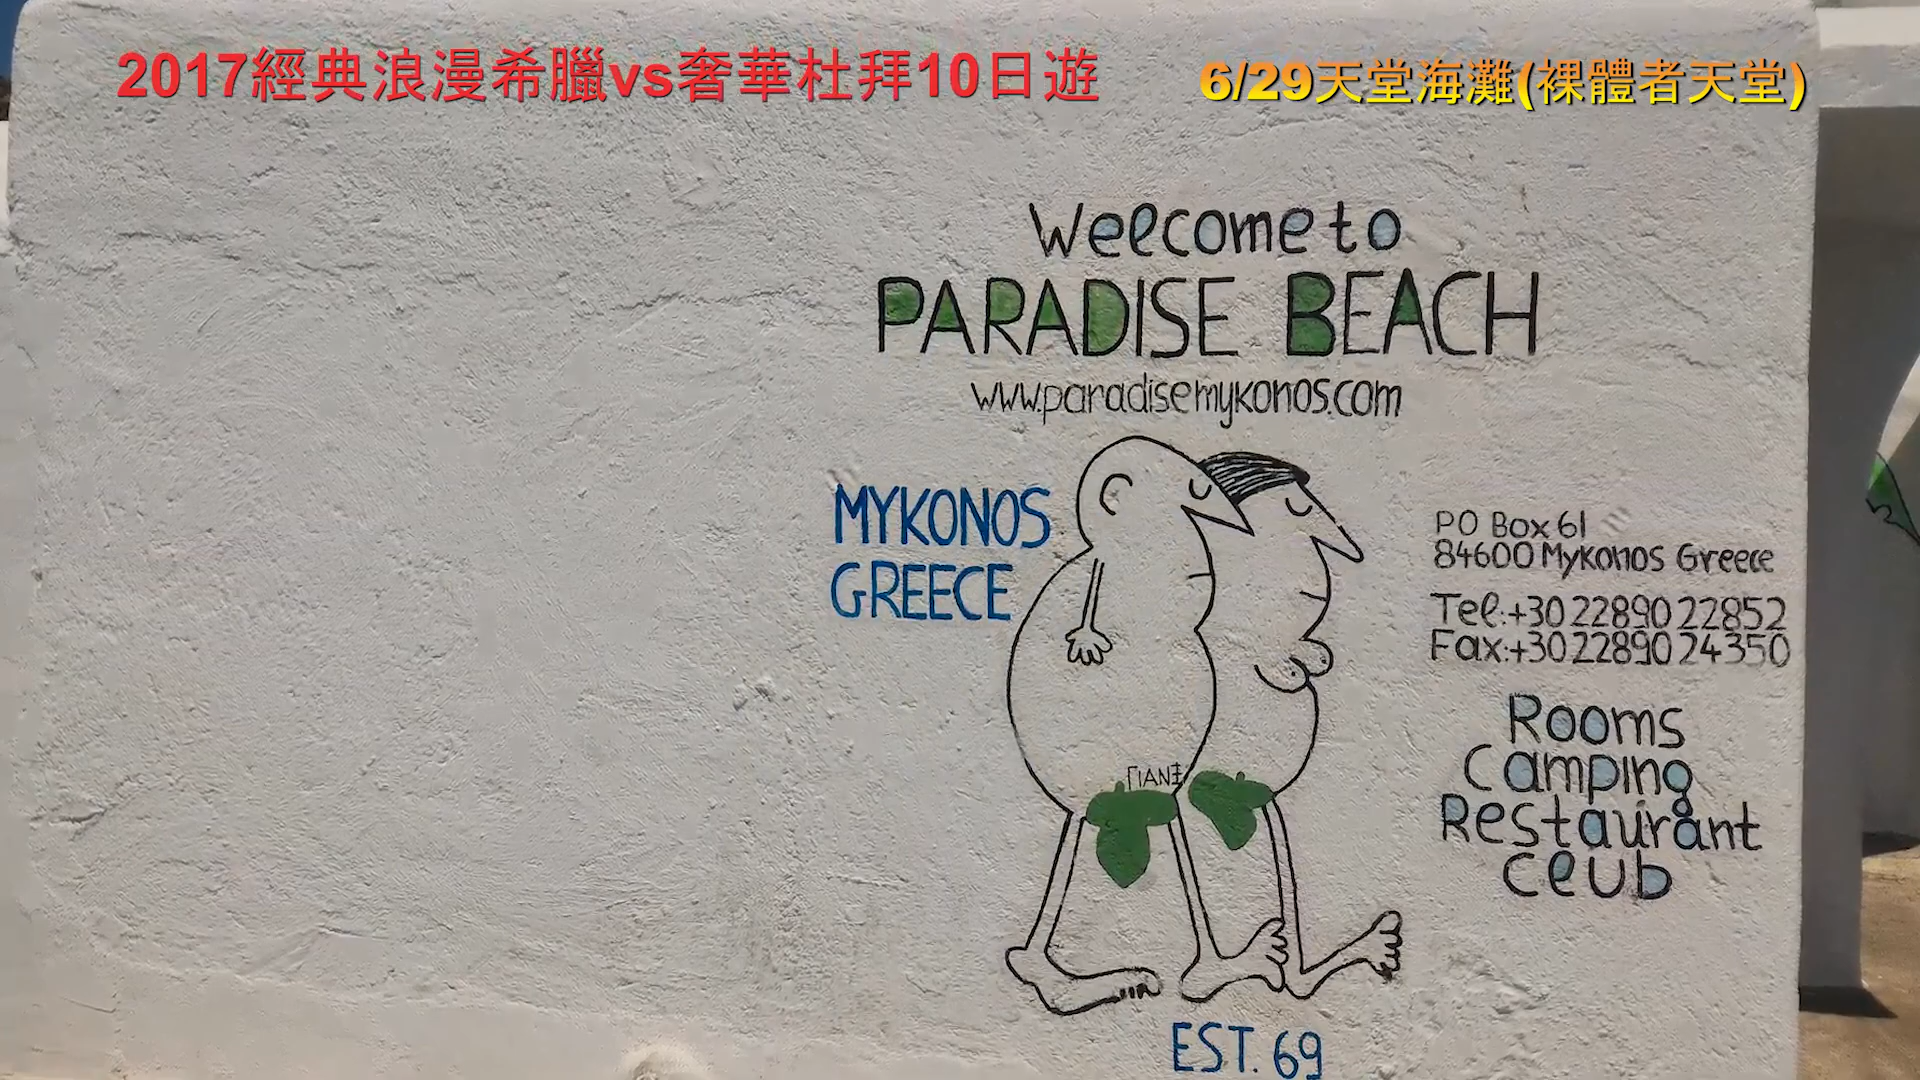 2017經典浪漫希臘vs奢華杜拜10日遊
6/29天堂海灘(裸體者天堂)
Welcome to
PARADISE BEACH
www.paradisemykonos.com
MYKONOS
GREECE
PO Box 61
84600 Mykonos Greece
Tel:+30 22890 22852
Fax:+30 22890 24350
Rooms
Camping
Restaurant
Club
EST. 69